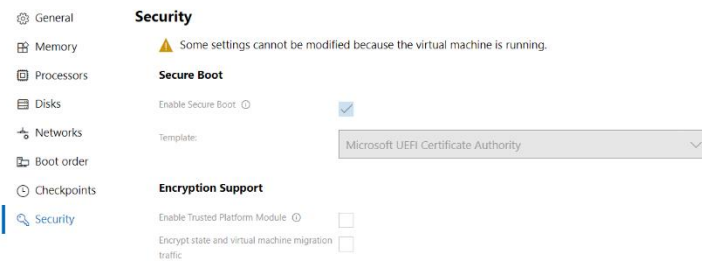 General
Memory
Processors
Disks
Networks
Boot order
Checkpoints
Security
Security
Some settings cannot be modified because the virtual machine is running.
Secure Boot
Enable Secure Boot
Template:
Microsoft UEFI Certificate Authority
Encryption Support
Enable Trusted Platform Module
Encrypt state and virtual machine migration
traffic